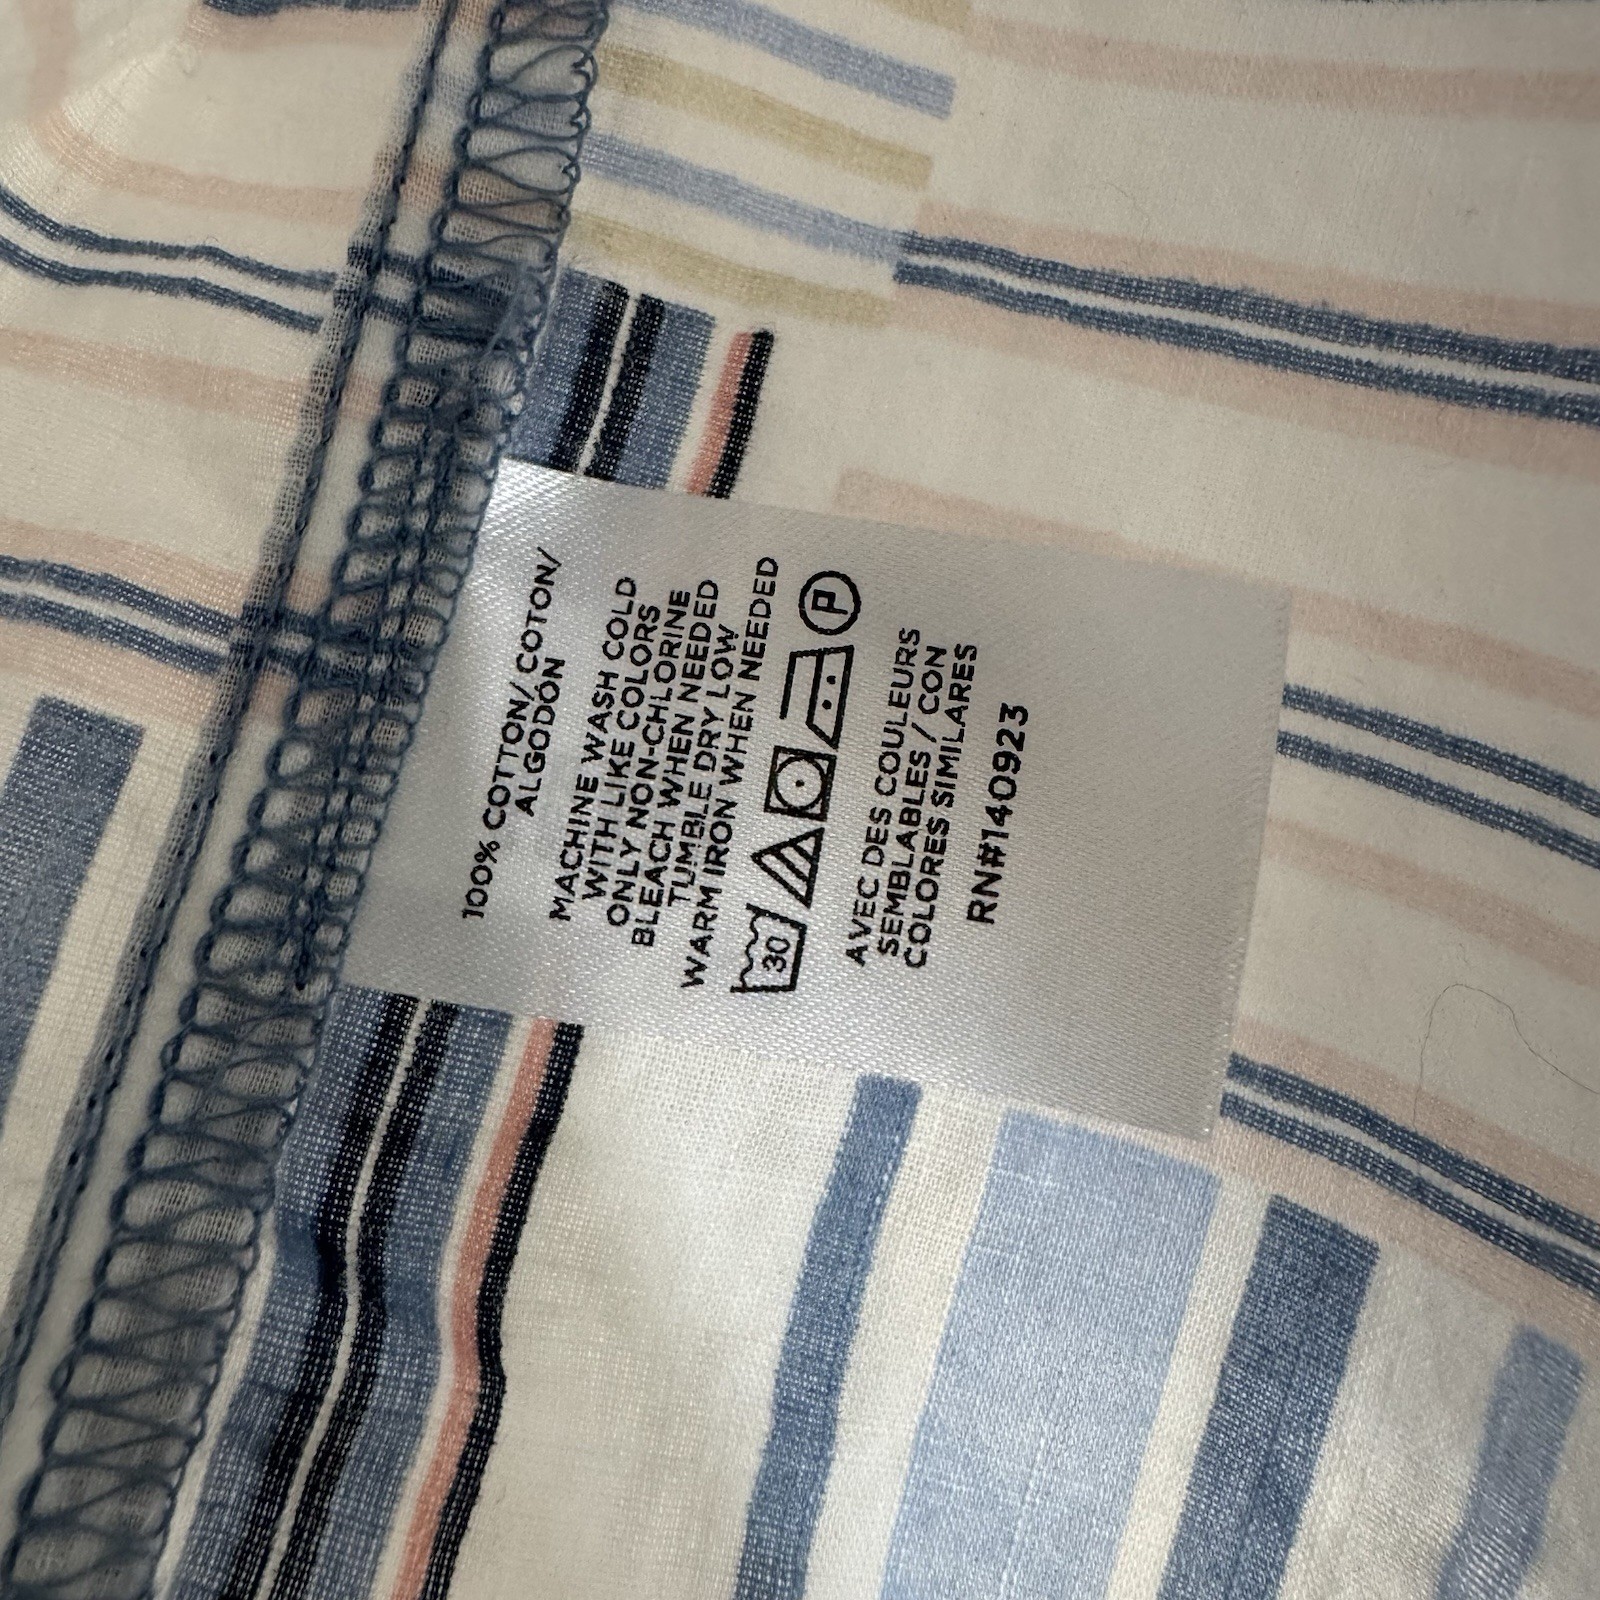 100% COTTON/ COTON/
ALGODÓN
MACHINE WASH COLD
WITH LIKE COLORS
ONLY NON-CHLORINE
BLEACH WHEN NEEDED
TUMBLE DRY LOW
WARM IRON WHEN NEEDED
30 P
AVEC DES COULEURS
SEMBLABLES / CON
COLORES SIMILARES
RN#140923